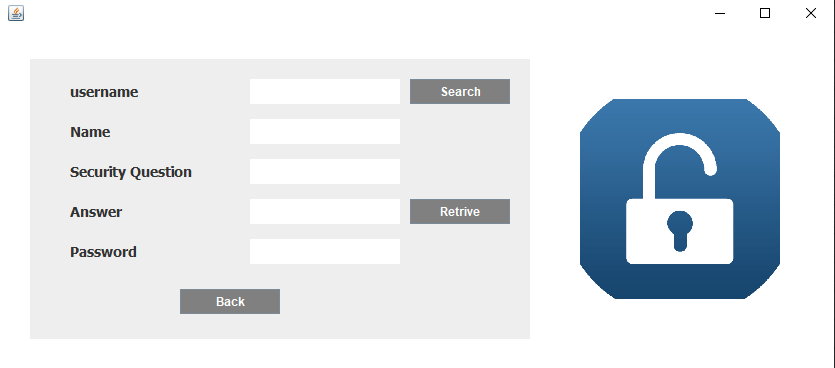 username Search
Name
Security Question
Answer Retrive
Password
Back